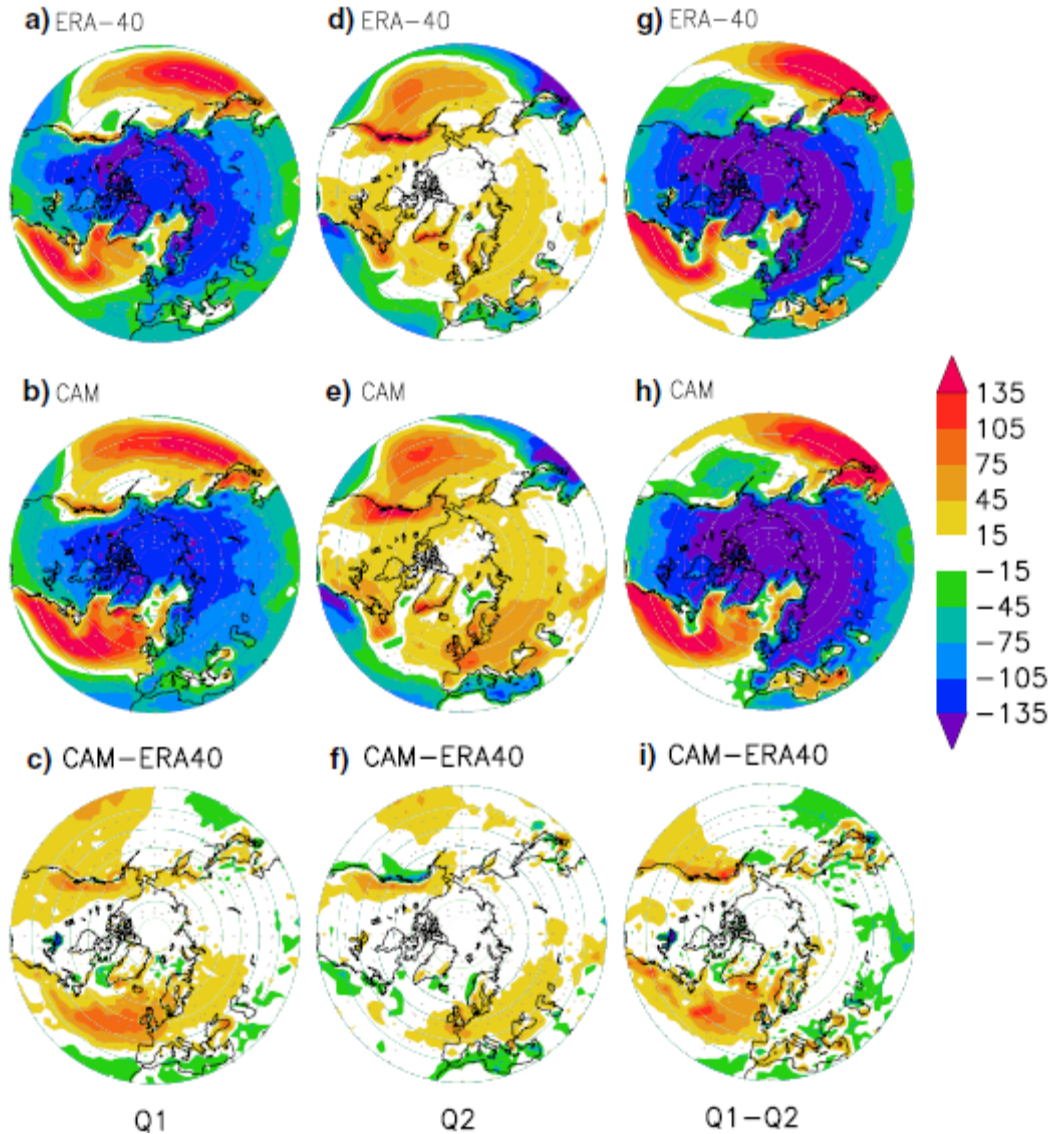 a) ERA-40 d) ERA-40 g) ERA-40
b) CAM e) CAM h) CAM
135
105
75
45
15
-15
-45
-75
-105
-135
c) CAM-ERA40 f) CAM-ERA40 i) CAM-ERA40
Q1 Q2 Q1-Q2